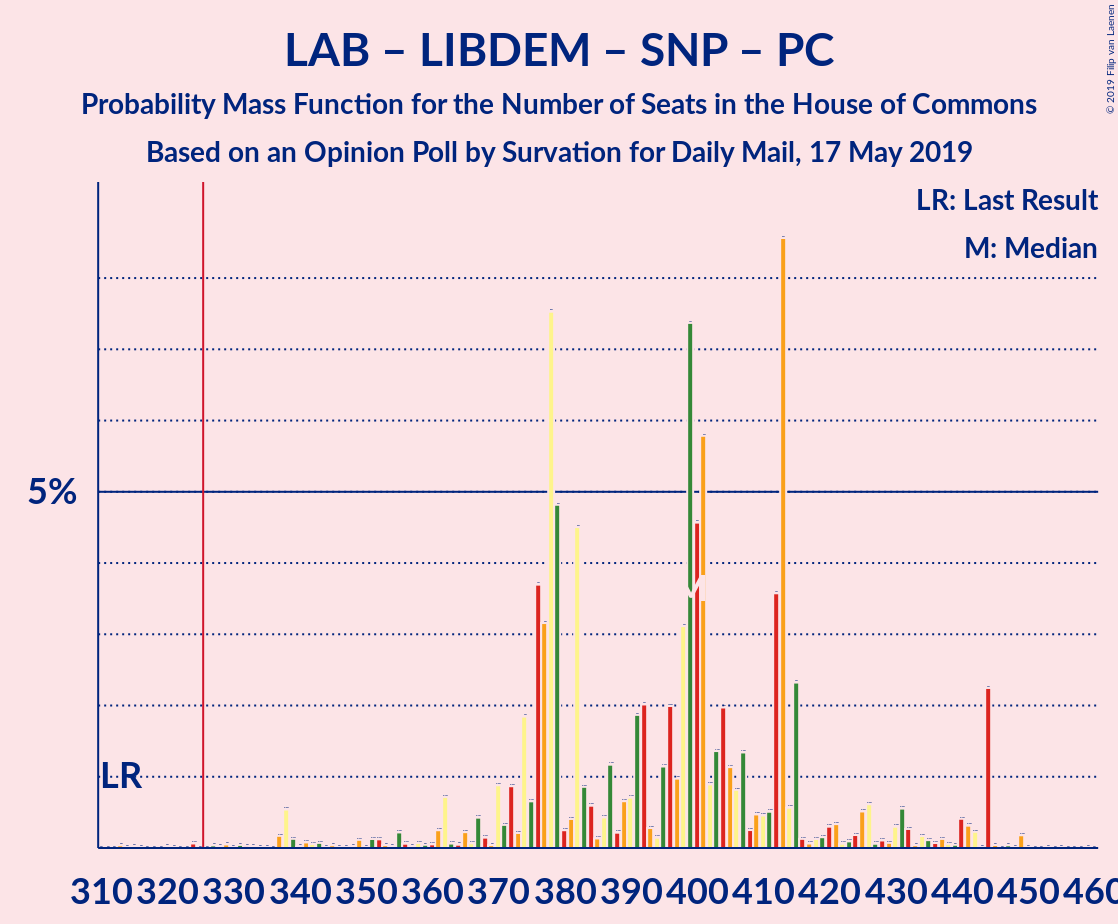 LAB – LIBDEM – SNP – PC
Probability Mass Function for the Number of Seats in the House of Commons
Based on an Opinion Poll by Survation for Daily Mail, 17 May 2019
© 2019 Filip van Laenen
LR: Last Result
M: Median
5%
LR
310 320 330 340 350 360 370 380 390 400 410 420 430 440 450 460